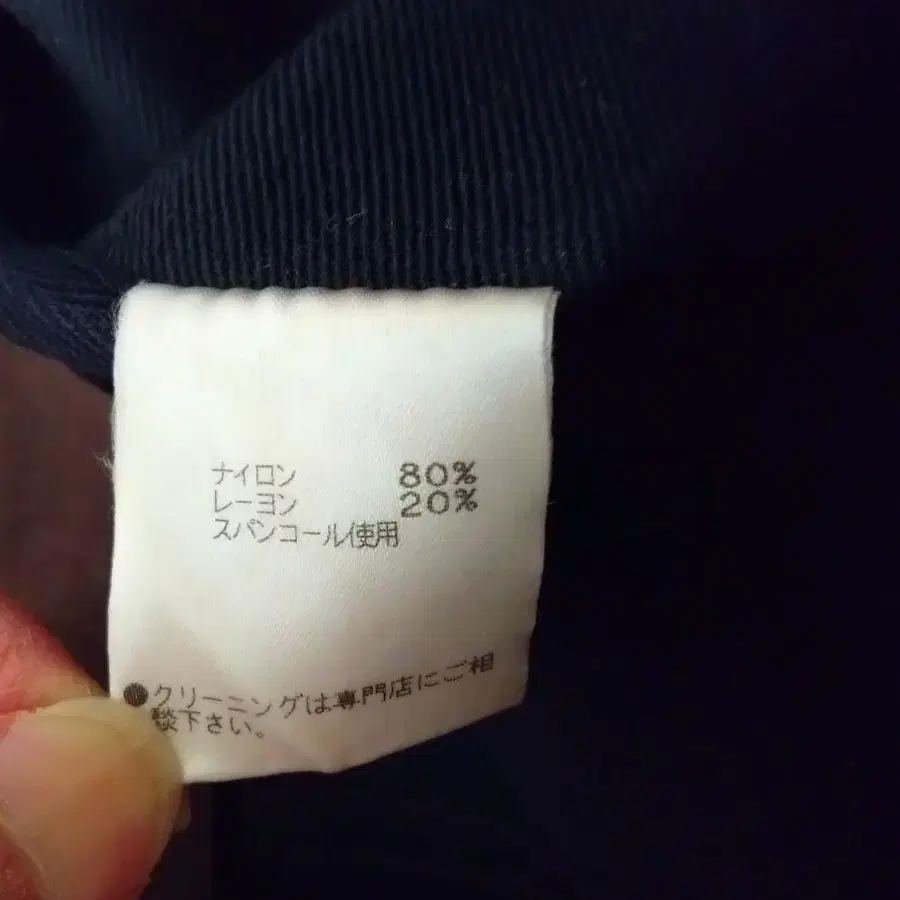 ナイロン 80%
レーヨン 20%
スパンコール使用
●クリーニングは専門店にご相
談下さい。